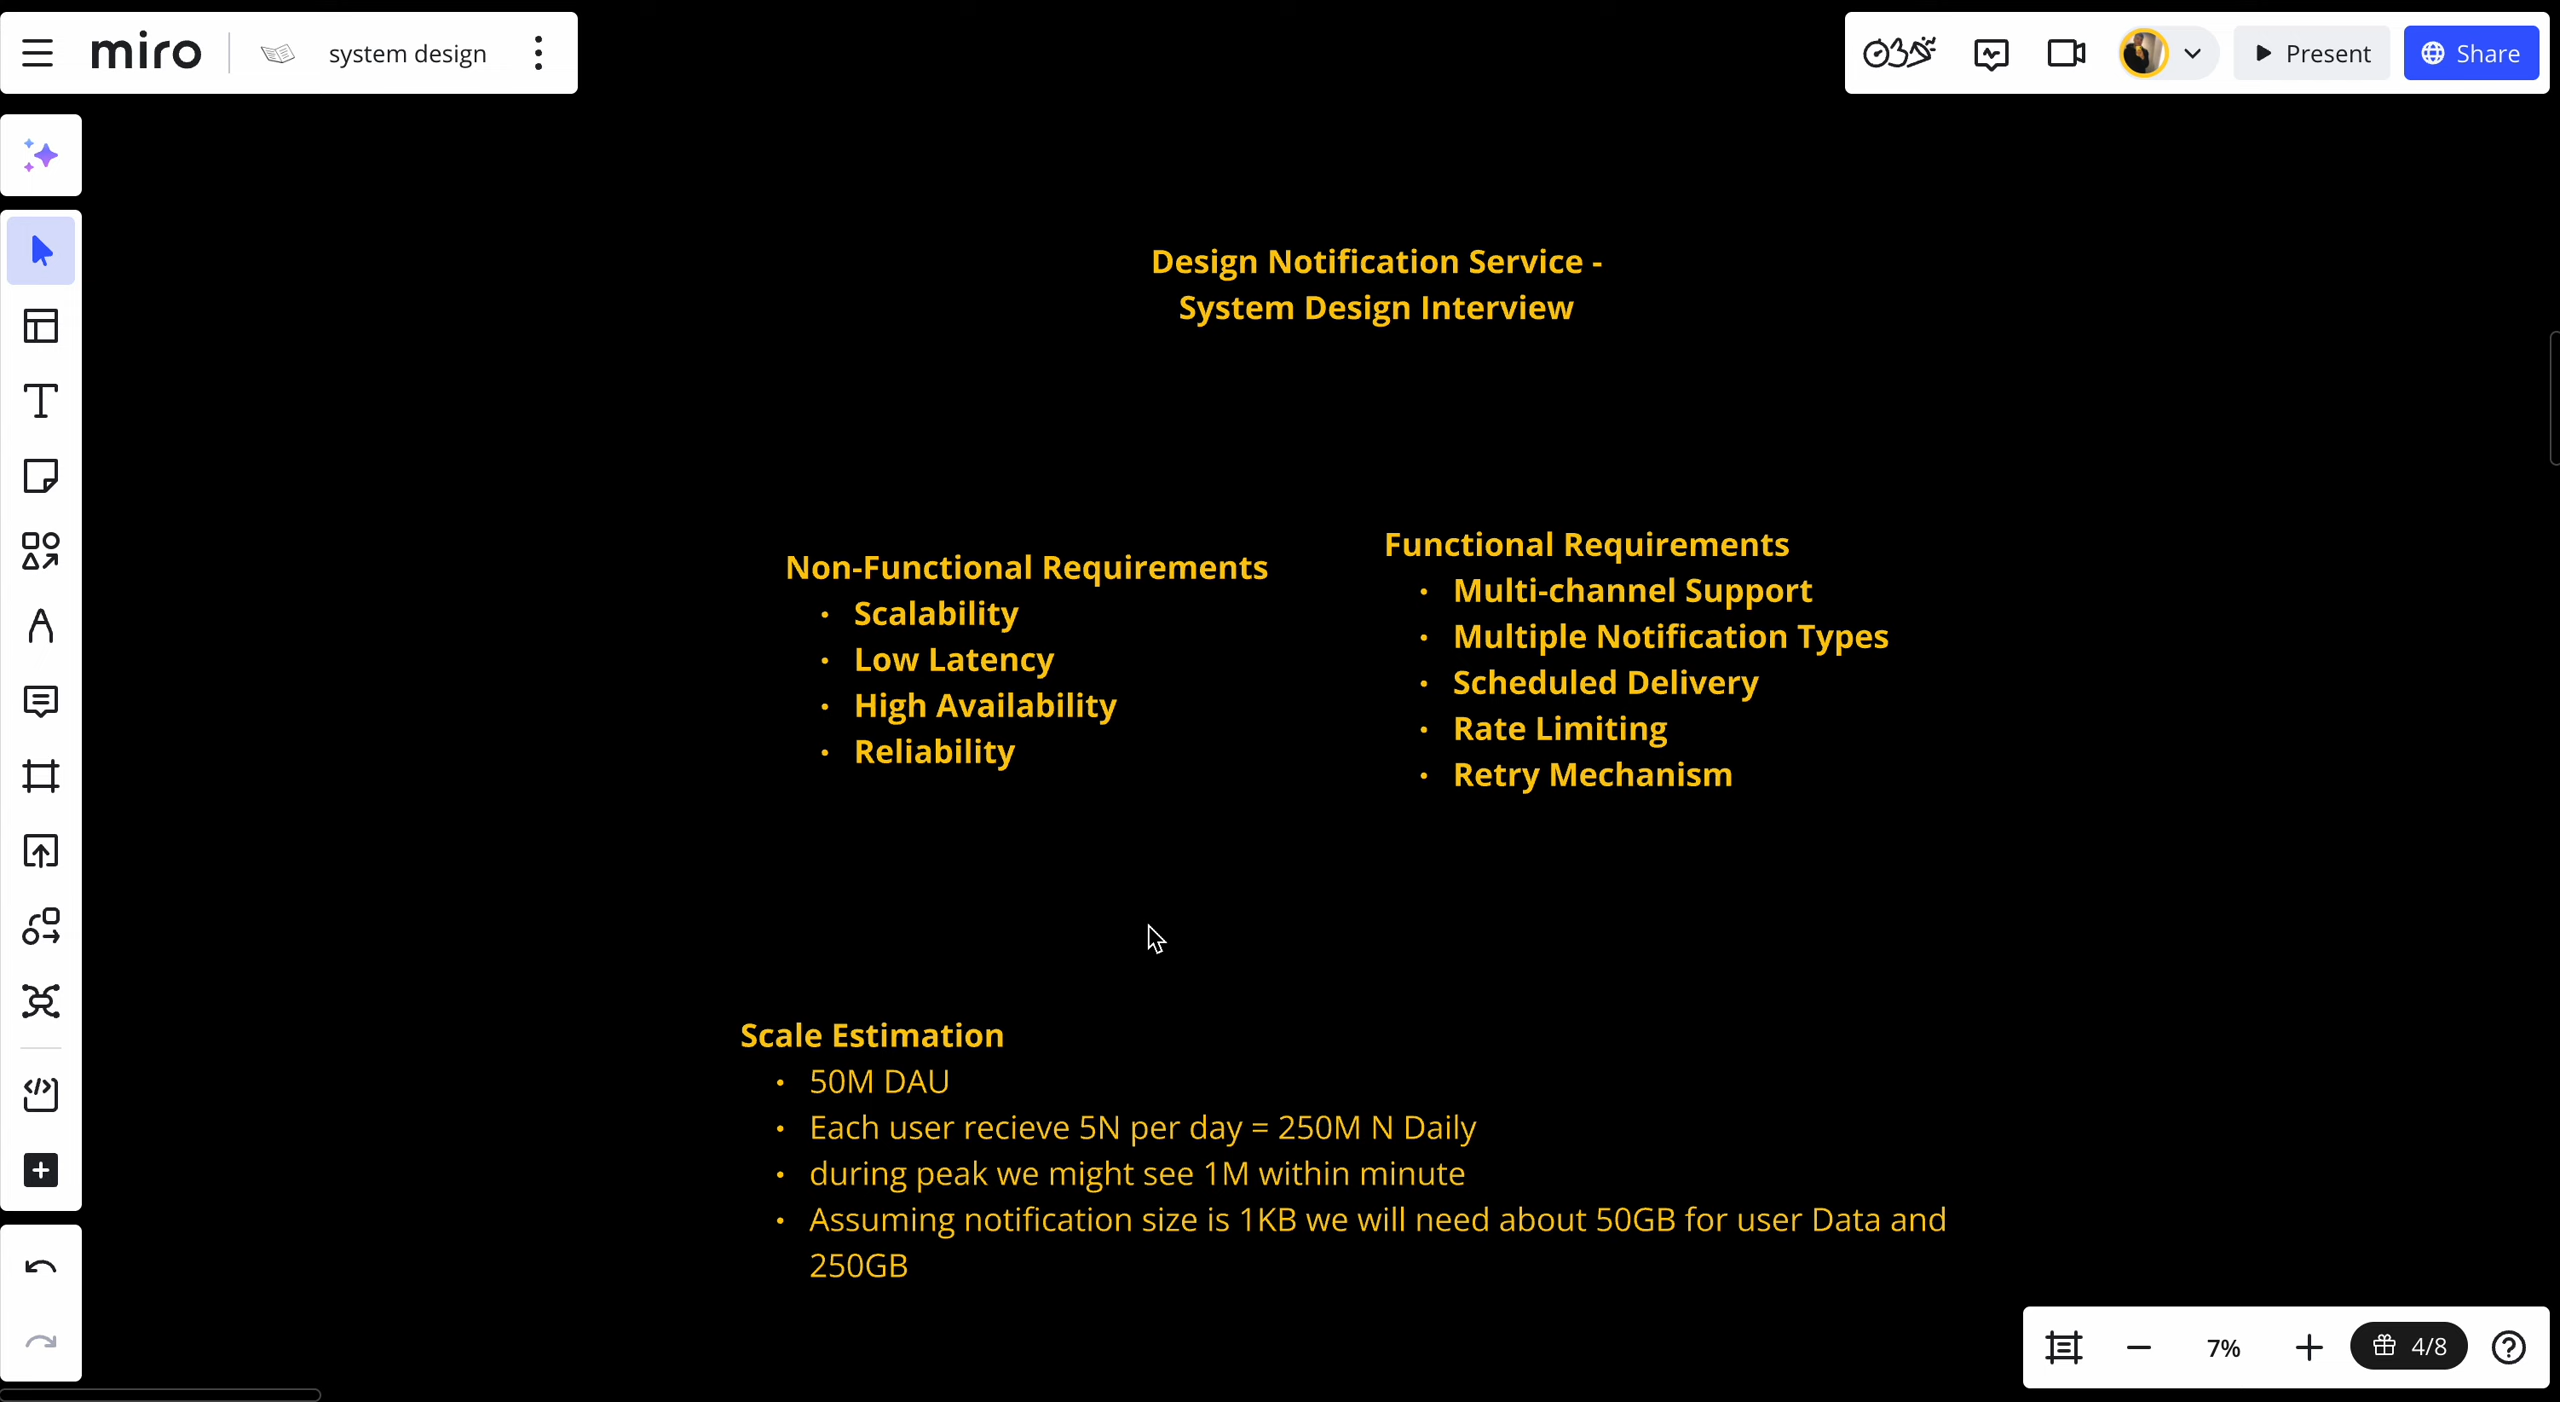 miro
system design
Present
Share
Design Notification Service -
System Design Interview
Non-Functional Requirements
• Scalability
• Low Latency
• High Availability
• Reliability
Functional Requirements
• Multi-channel Support
• Multiple Notification Types
• Scheduled Delivery
• Rate Limiting
• Retry Mechanism
Scale Estimation
• 50M DAU
• Each user recieve 5N per day = 250M N Daily
• during peak we might see 1M within minute
• Assuming notification size is 1KB we will need about 50GB for user Data and
250GB
7%
4/8